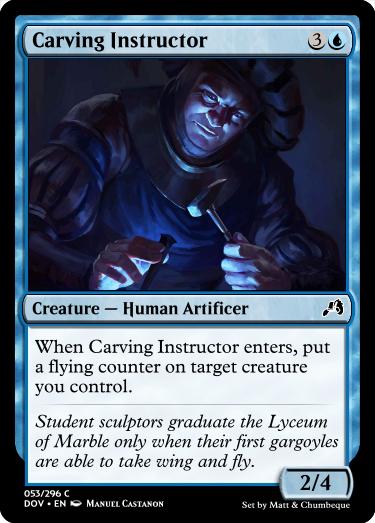 Carving Instructor 3
Creature — Human Artificer
When Carving Instructor enters, put
a flying counter on target creature
you control.
Student sculptors graduate the Lyceum
of Marble only when their first gargoyles
are able to take wing and fly.
2/4
053/296 C
DOV • EN Manuel Castanon
Set by Matt & Chumbeque